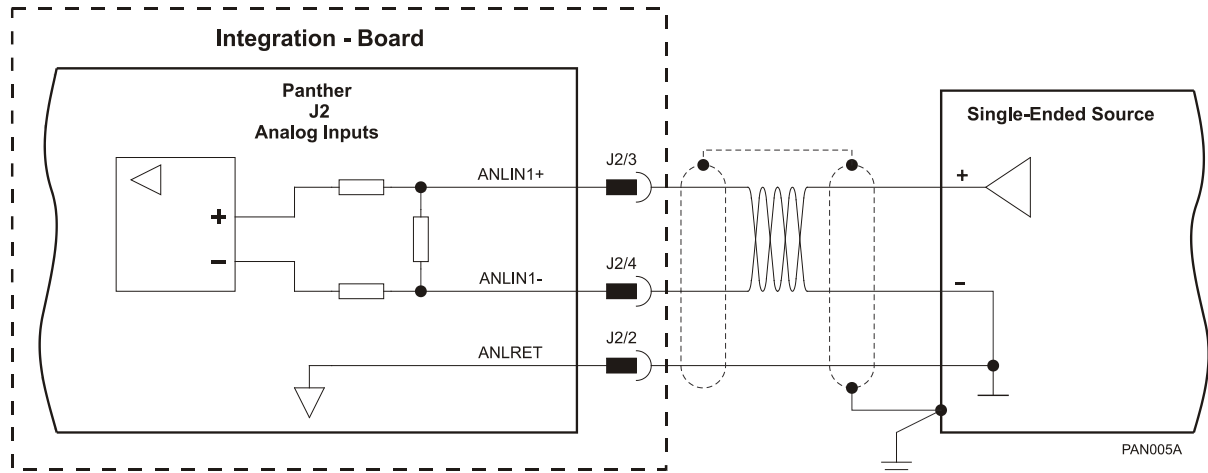 Integration - Board
Panther
J2
Analog Inputs
Single-Ended Source
J2/3
ANLIN1+
+
+
-
J2/4
ANLIN1-
-
J2/2
ANLRET
PAN005A